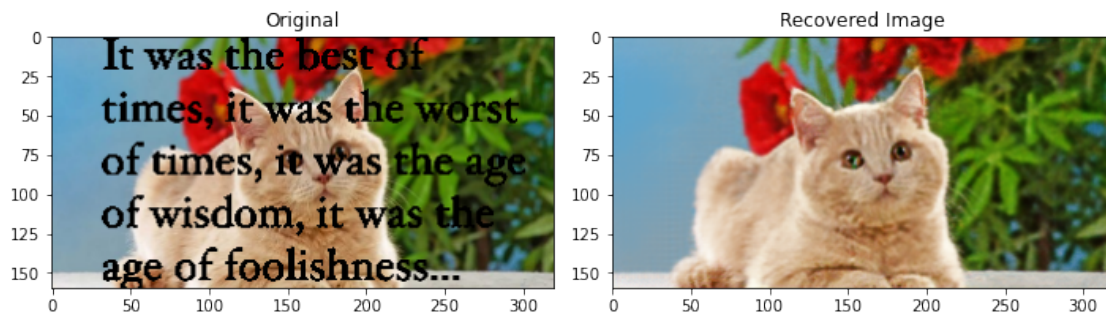 Original
Recovered Image
It was the best of
times, it was the worst
of times, it was the age
of wisdom, it was the
age of foolishness...
0
25
50
75
100
125
150
0 50 100 150 200 250 300
0
25
50
75
100
125
150
0 50 100 150 200 250 300